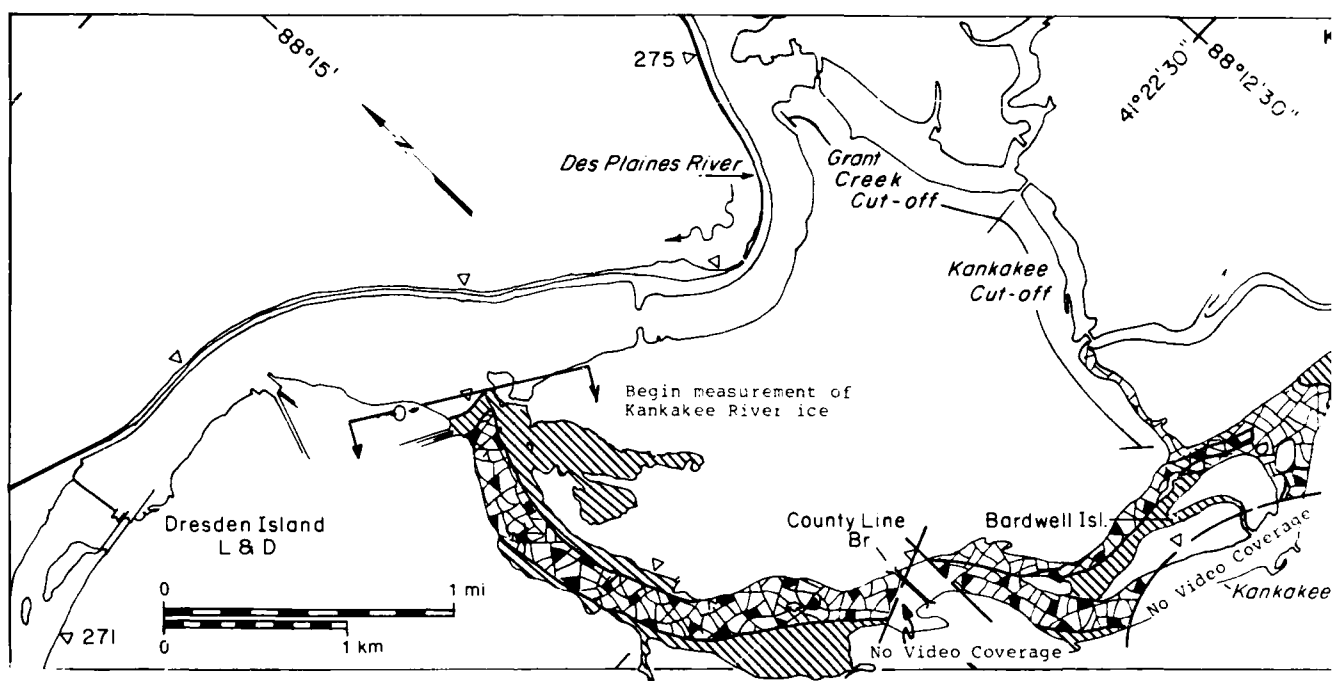 88°15'
275
41°22'30"
88°12'30"
K
N
Des Plaines River
Grant
Creek
Cut-off
Kankakee
Cut-off
Begin measurement of
Kankakee River ice
0
Dresden Island
L & D
County Line
Br
Bardwell Isl.
No Video Coverage
Kankakee
No Video Coverage
0 1 mi
0 1 km
271